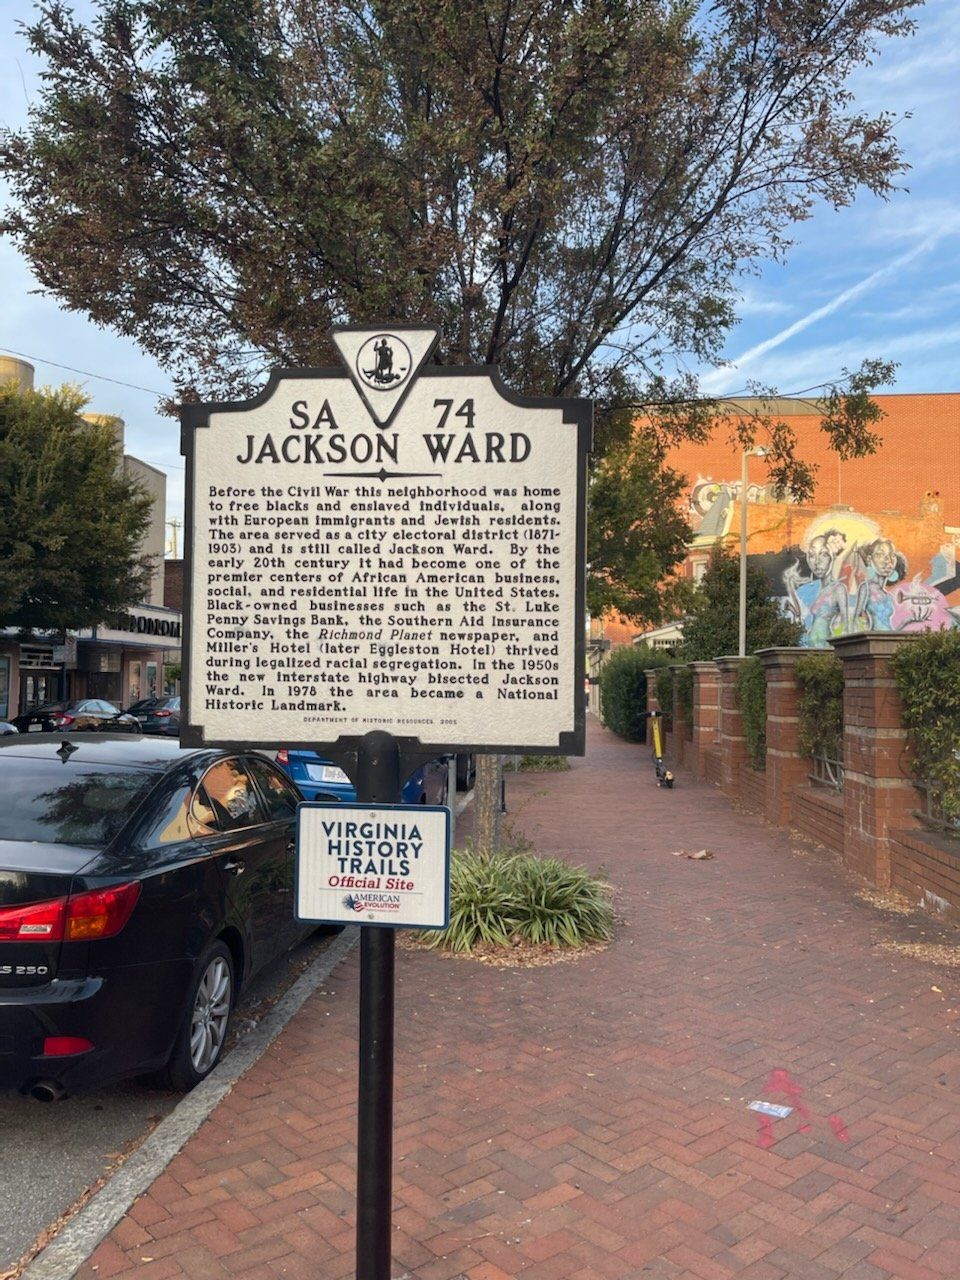 SA 74
JACKSON WARD
Before the Civil War this neighborhood was home
to free blacks and enslaved individuals, along
with European immigrants and Jewish residents.
The area served as a city electoral district (1871-
1903) and is still called Jackson Ward. By the
early 20th century it had become one of the
premier centers of African American business,
social, and residential life in the United States.
Black-owned businesses such as the St. Luke
Penny Savings Bank, the Southern Aid Insurance
Company, the Richmond Planet newspaper, and
Miller's Hotel (later Eggleston Hotel) thrived
during legalized racial segregation. In the 1950s
the new interstate highway bisected Jackson
Ward. In 1978 the area became a National
Historic Landmark.
DEPARTMENT OF HISTORIC RESOURCES, 2005
VIRGINIA
HISTORY
TRAILS
Official Site
AMERICAN
EVOLUTION
PODROM
S 250